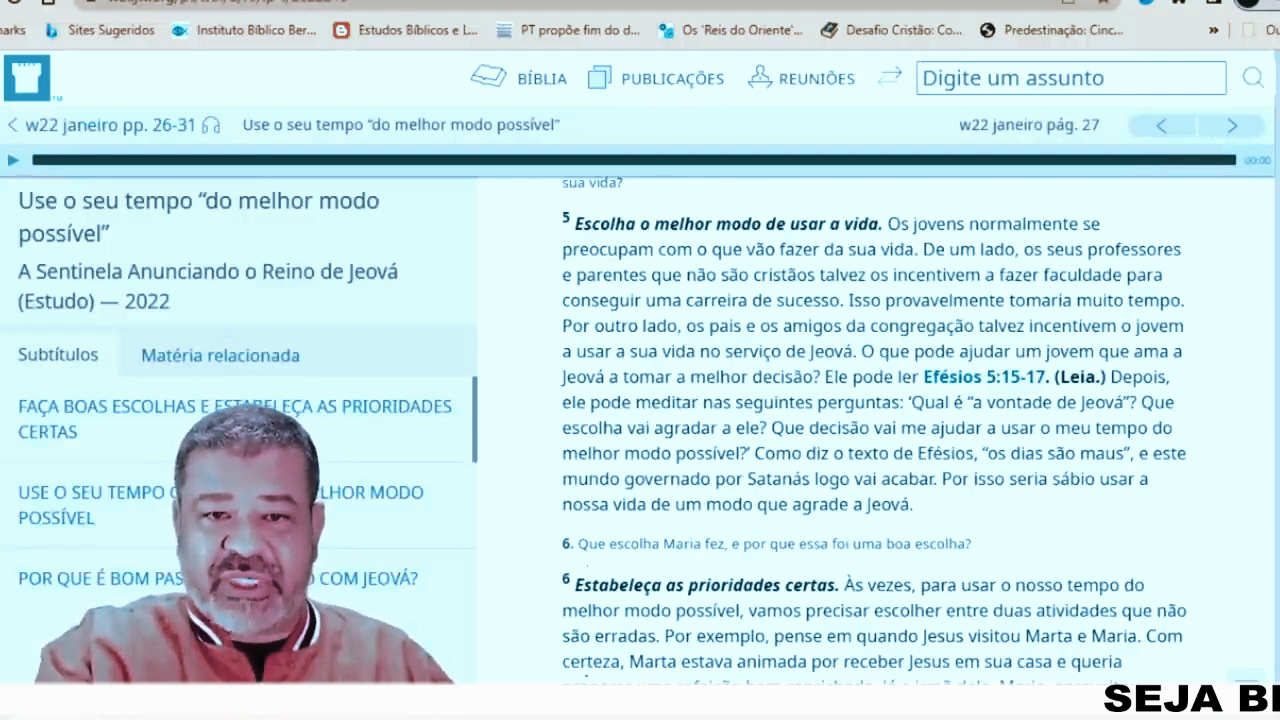 Sites Sugeridos
Instituto Bíblico Ber...
Estudos Bíblicos e L...
PT propõe fim do d...
Os 'Reis do Oriente'...
Desafio Cristão: Co...
Predestinação: Cinc...
»
BÍBLIA
PUBLICAÇÕES
REUNIÕES
Digite um assunto
w22 janeiro pp. 26-31
Use o seu tempo “do melhor modo possível”
w22 janeiro pág. 27
00:00
Use o seu tempo “do melhor modo
possível”
A Sentinela Anunciando o Reino de Jeová
(Estudo) — 2022
Subtítulos
Matéria relacionada
FAÇA BOAS ESCOLHAS E ESTABELEÇA AS PRIORIDADES
CERTAS
USE O SEU TEMPO LHOR MODO
POSSÍVEL
POR QUE É BOM PAS COM JEOVÁ?
sua vida?
5 Escolha o melhor modo de usar a vida. Os jovens normalmente se
preocupam com o que vão fazer da sua vida. De um lado, os seus professores
e parentes que não são cristãos talvez os incentivem a fazer faculdade para
conseguir uma carreira de sucesso. Isso provavelmente tomaria muito tempo.
Por outro lado, os pais e os amigos da congregação talvez incentivem o jovem
a usar a sua vida no serviço de Jeová. O que pode ajudar um jovem que ama a
Jeová a tomar a melhor decisão? Ele pode ler Efésios 5:15-17. (Leia.) Depois,
ele pode meditar nas seguintes perguntas: ‘Qual é “a vontade de Jeová”? Que
escolha vai agradar a ele? Que decisão vai me ajudar a usar o meu tempo do
melhor modo possível?’ Como diz o texto de Efésios, “os dias são maus”, e este
mundo governado por Satanás logo vai acabar. Por isso seria sábio usar a
nossa vida de um modo que agrade a Jeová.
6. Que escolha Maria fez, e por que essa foi uma boa escolha?
6 Estabeleça as prioridades certas. Às vezes, para usar o nosso tempo do
melhor modo possível, vamos precisar escolher entre duas atividades que não
são erradas. Por exemplo, pense em quando Jesus visitou Marta e Maria. Com
certeza, Marta estava animada por receber Jesus em sua casa e queria
SEJA B